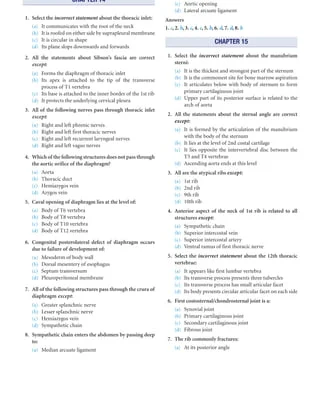 CHAPTER 14
1. Select the incorrect statement about the thoracic inlet:
(a) It communicates with the root of the neck
(b) It is roofed on either side by suprapleural membrane
(c) It is circular in shape
(d) Its plane slops downwards and forwards
2. All the statements about Sibson's fascia are correct
except:
(a) Forms the diaphragm of thoracic inlet
(b) Its apex is attached to the tip of the transverse
process of T1 vertebra
(c) Its base is attached to the inner border of the 1st rib
(d) It protects the underlying cervical pleura
3. All of the following nerves pass through thoracic inlet
except:
(a) Right and left phrenic nerves
(b) Right and left first thoracic nerves
(c) Right and left recurrent laryngeal nerves
(d) Right and left vagus nerves
4. Which of the following structures does not pass through
the aortic orifice of the diaphragm?
(a) Aorta
(b) Thoracic duct
(c) Hemiazygos vein
(d) Azygos vein
5. Caval opening of diaphragm lies at the level of:
(a) Body of T6 vertebra
(b) Body of T8 vertebra
(c) Body of T10 vertebra
(d) Body of T12 vertebra
6. Congenital posterolateral defect of diaphragm occurs
due to failure of development of:
(a) Mesoderm of body wall
(b) Dorsal mesentery of esophagus
(c) Septum transversum
(d) Pleuroperitoneal membrane
7. All of the following structures pass through the crura of
diaphragm except:
(a) Greater splanchnic nerve
(b) Lesser splanchnic nerve
(c) Hemiazygos vein
(d) Sympathetic chain
8. Sympathetic chain enters the abdomen by passing deep
to:
(a) Median arcuate ligament
(c) Aortic opening
(d) Lateral arcuate ligament
Answers
CHAPTER 15
1. Select the incorrect statement about the manubrium
sterni:
(a) It is the thickest and strongest part of the sternum
(b) It is the commonest site for bone marrow aspiration
(c) It articulates below with body of sternum to form
primary cartilaginous joint
(d) Upper part of its posterior surface is related to the
arch of aorta
2. All the statements about the sternal angle are correct
except:
(a) It is formed by the articulation of the manubrium
with the body of the sternum
(b) It lies at the level of 2nd costal cartilage
(c) It lies opposite the intervertebral disc between the
T3 and T4 vertebrae
(d) Ascending aorta ends at this level
3. All are the atypical ribs except:
(a) 1st rib
(b) 2nd rib
(c) 9th rib
(d) 10th rib
4. Anterior aspect of the neck of 1st rib is related to all
structures except:
(a) Sympathetic chain
(b) Superior intercostal vein
(c) Superior intercostal artery
(d) Ventral ramus of first thoracic nerve
5. Select the incorrect statement about the 12th thoracic
vertebrae:
(a) It appears like first lumbar vertebra
(b) Its transverse process presents three tubercles
(c) Its transverse process has small articular facet
(d) Its body presents circular articular facet on each side
6. First costosternal/chondrosternal joint is a:
(a) Synovial joint
(b) Primary cartilaginous joint
(c) Secondary cartilaginous joint
(d) Fibrous joint
7. The rib commonly fractures:
(a) At its posterior angle